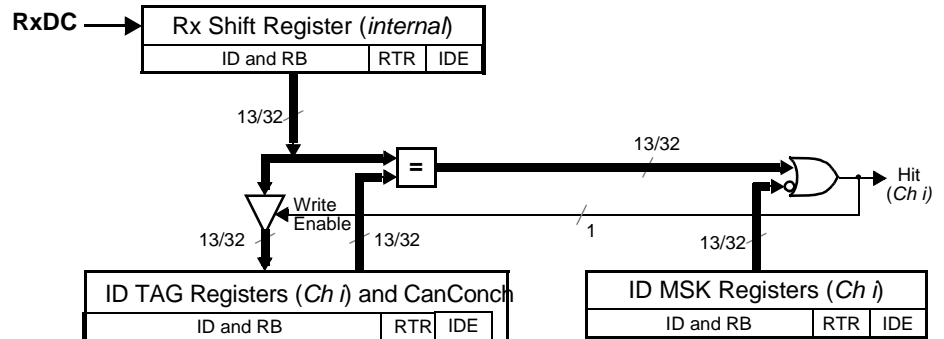 RxDC
Rx Shift Register (internal)
ID and RB RTR IDE
13/32
13/32
=
Hit
(Ch i)
Write
Enable
1
13/32
13/32
13/32
ID TAG Registers (Ch i) and CanConch
ID and RB RTR IDE
ID MSK Registers (Ch i)
ID and RB RTR IDE